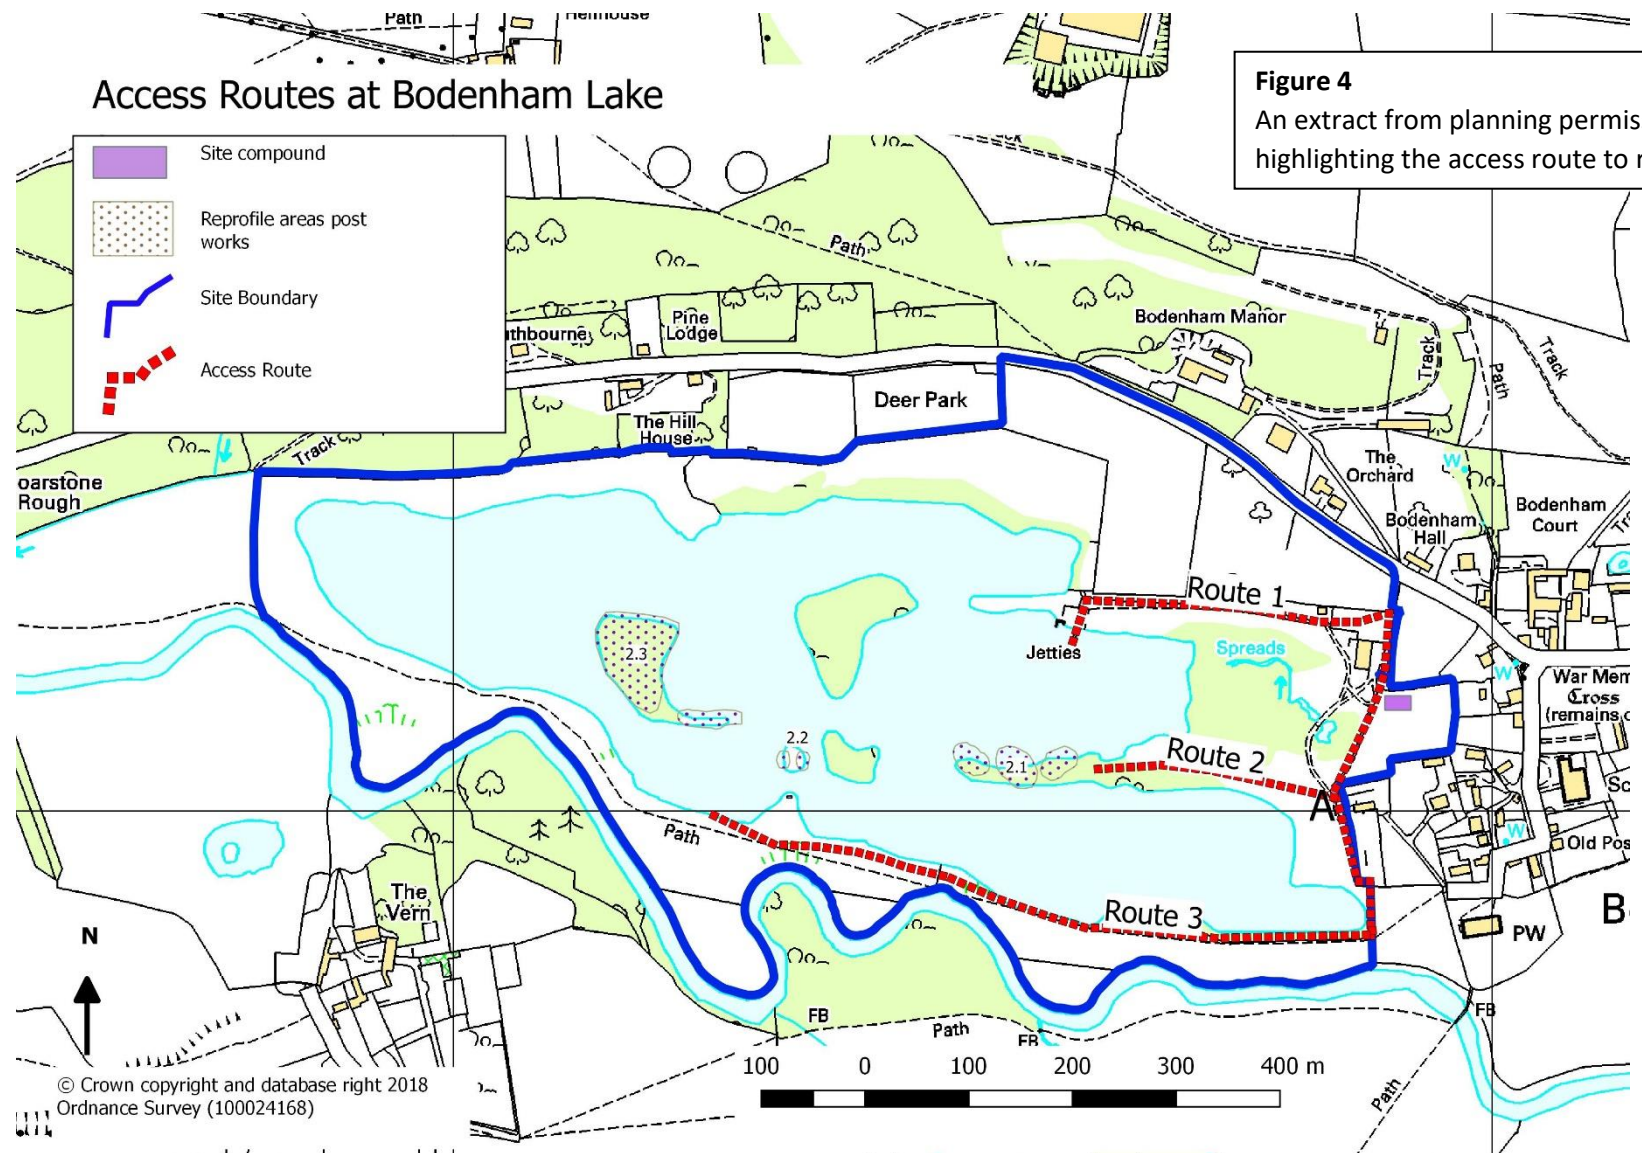 Path
Access Routes at Bodenham Lake
Figure 4
An extract from planning permis
highlighting the access route to
Site compound
Reprofile areas post
works
Site Boundary
Access Route
Path
Bodenham Manor
Pine
Lodge
thbourne
Track
Path
Track
Deer Park
The Hill
House
Track
oarstone
Rough
The
Orchard
W
Bodenham
Hall
Bodenham
Court
Route 1
Jetties
Spreads
2.3
W
War Mem
Cross
(remains o
2.2
2.1
Route 2
A
Path
W
Old Pos
Sc
The
Vern
Route 3
PW
B
N
FB
Path
FB
FB
Path
100 0 100 200 300 400 m
© Crown copyright and database right 2018
Ordnance Survey (100024168)